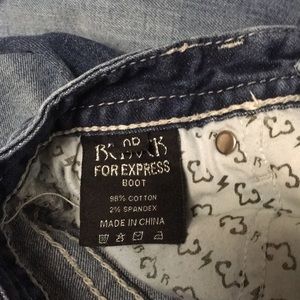 FOR EXPRESS
BOOT
98% COTTON
2% SPANDEX
MADE IN CHINA